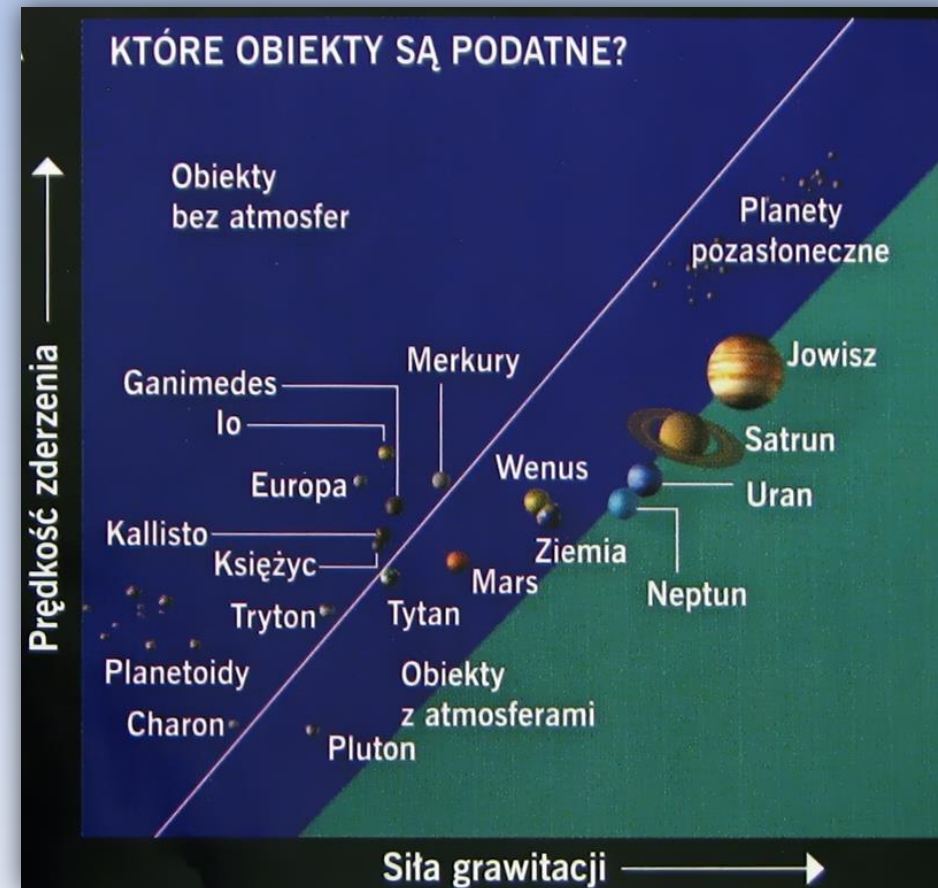 KTÓRE OBIEKTY SĄ PODATNE?
Obiekty
bez atmosfer
Planety
pozasłoneczne
Prędkość zderzenia
Merkury
Jowisz
Ganimedes
Io
Satrun
Europa
Wenus
Uran
Kallisto
Księżyc
Ziemia
Mars
Neptun
Tryton
Tytan
Planetoidy
Obiekty
z atmosferami
Charon
Pluton
Siła grawitacji